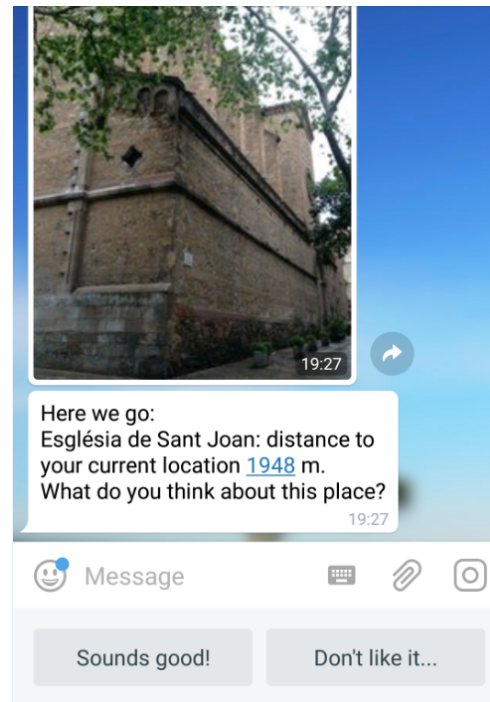 19:27
Here we go:
Església de Sant Joan: distance to
your current location 1948 m.
What do you think about this place?
19:27
Message
Sounds good!
Don't like it...